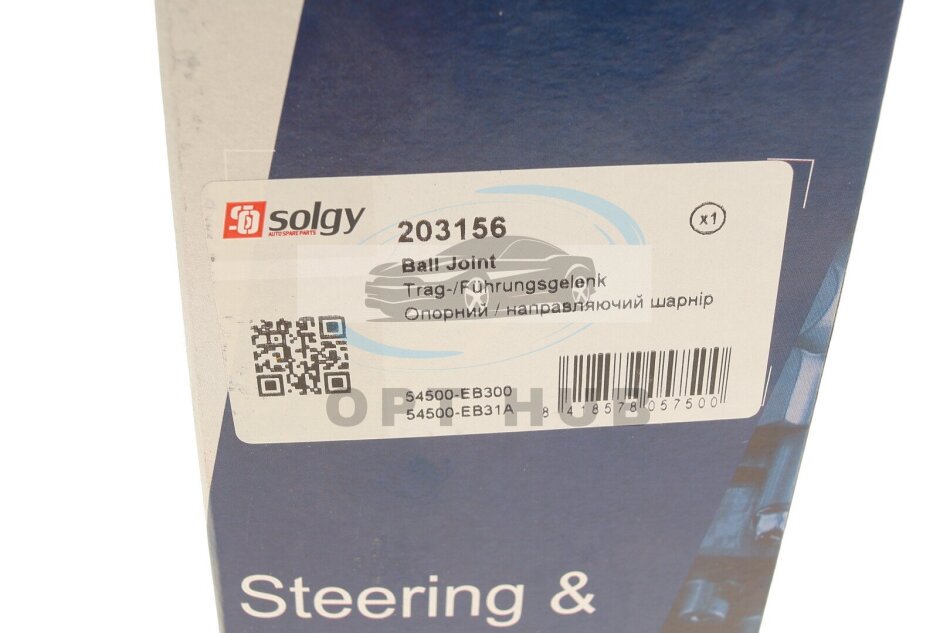 solgy
AUTO SPARE PARTS
203156
x1
Ball Joint
Trag-/Führungsgelenk
Опорний / направляючий шарнір
54500-EB300
54500-EB31A
8 418578 057500
OPT HUB
Steering &